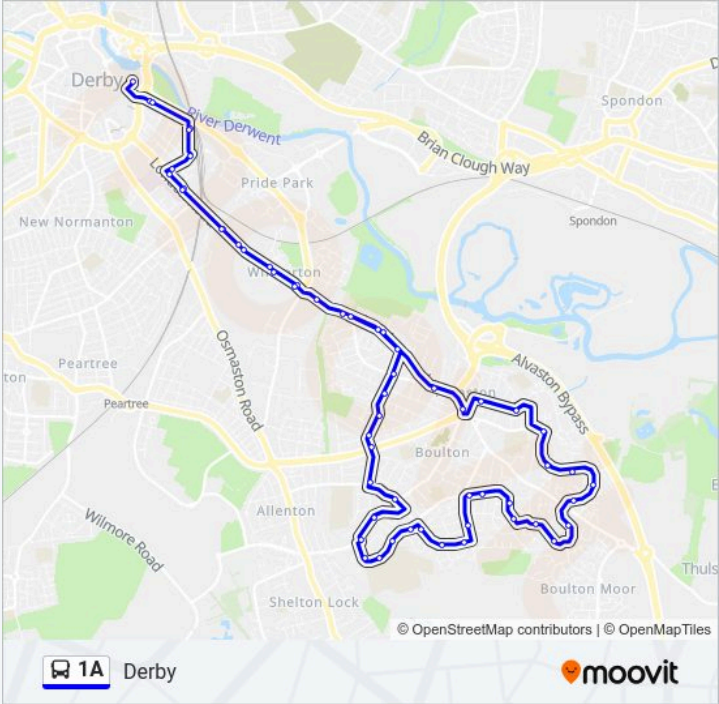 Derby
Spondon
River Derwent
Brian Clough Way
Pride Park
New Normanton
Spondon
Osmaston Road
Peartree
Peartree
Alvaston Bypass
Boulton
Allenton
Wilmore Road
Shelton Lock
Boulton Moor
© OpenStreetMap contributors | © OpenMapTiles
1A Derby
moovit